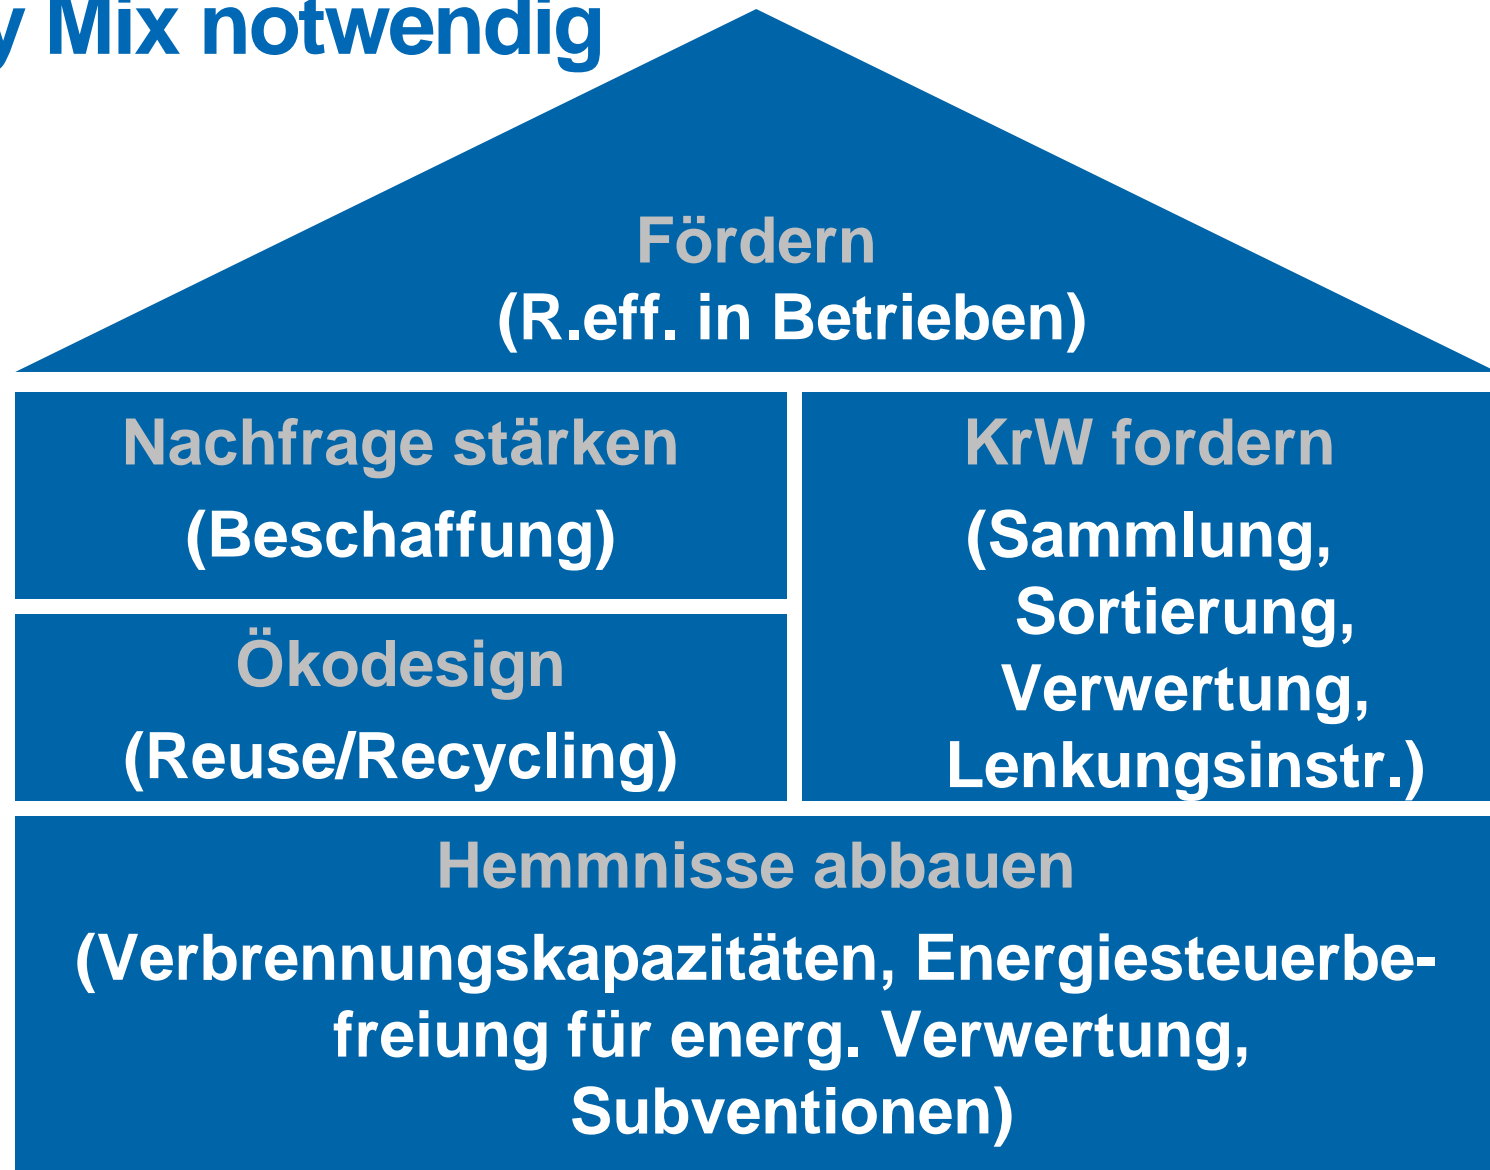 y Mix notwendig
Fördern
(R.eff. in Betrieben)
Nachfrage stärken
(Beschaffung)
Ökodesign
(Reuse/Recycling)
KrW fordern
(Sammlung,
Sortierung,
Verwertung,
Lenkungsinstr.)
Hemmnisse abbauen
(Verbrennungskapazitäten, Energiesteuerbe-
freiung für energ. Verwertung,
Subventionen)